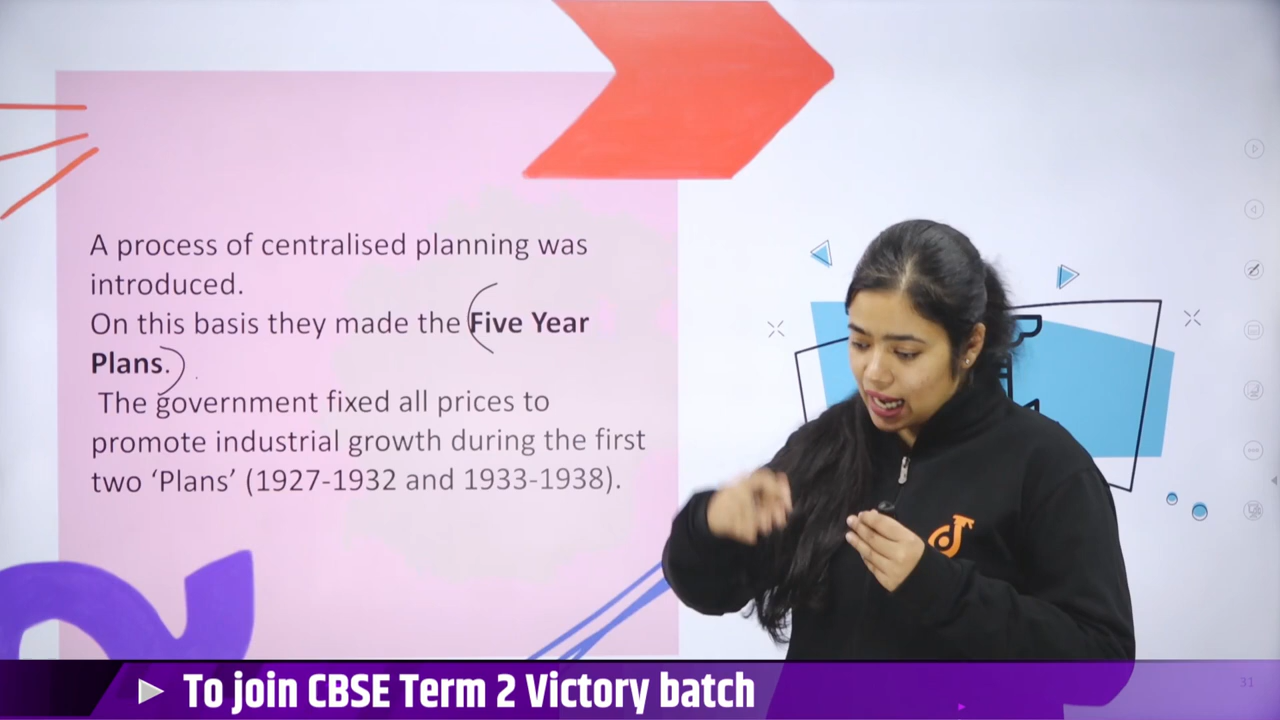 A process of centralised planning was
introduced.
On this basis they made the Five Year
Plans.
The government fixed all prices to
promote industrial growth during the first
two ‘Plans’ (1927-1932 and 1933-1938).
To join CBSE Term 2 Victory batch
31